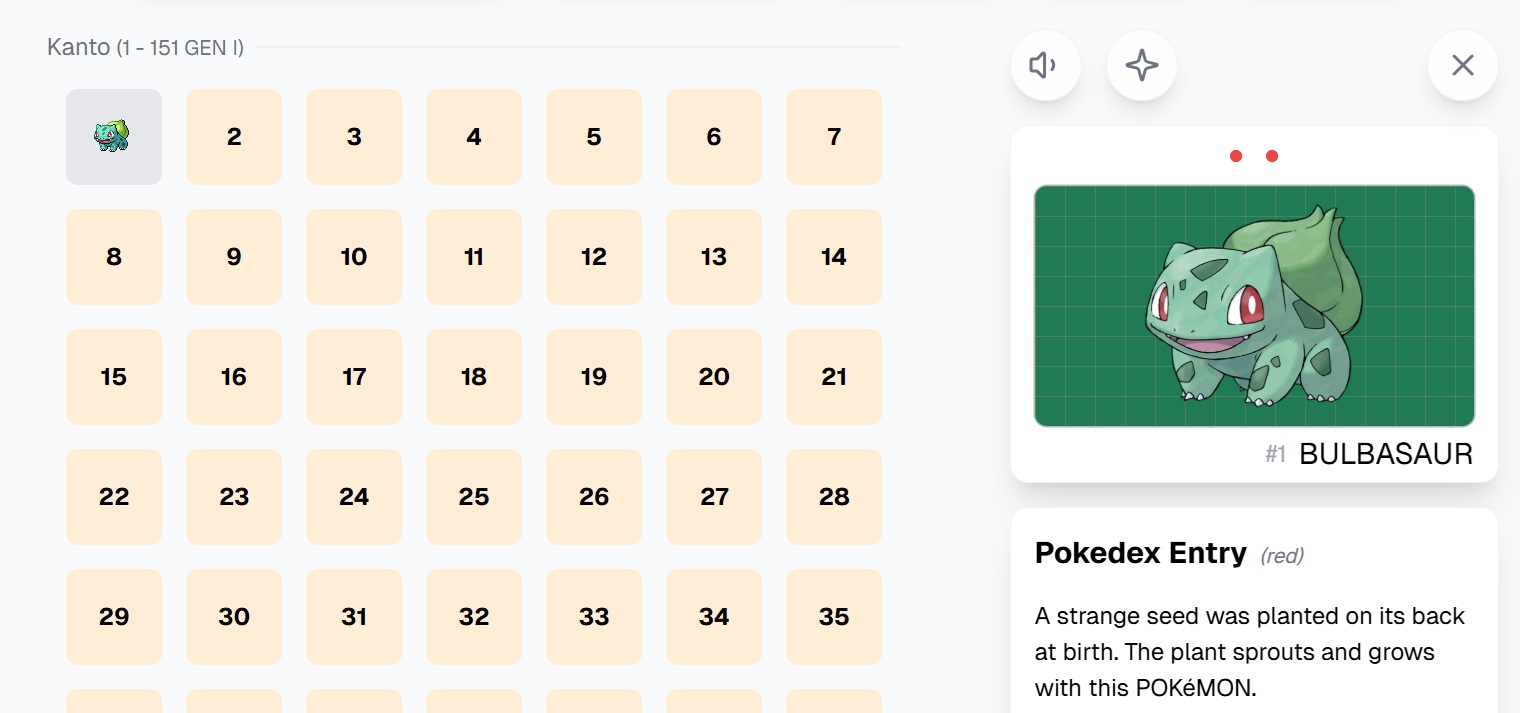 Kanto (1 - 151 GEN I)
2 3 4 5 6 7
8 9 10 11 12 13 14
15 16 17 18 19 20 21
22 23 24 25 26 27 28
29 30 31 32 33 34 35
#1 BULBASAUR
Pokedex Entry (red)
A strange seed was planted on its back
at birth. The plant sprouts and grows
with this POKéMON.